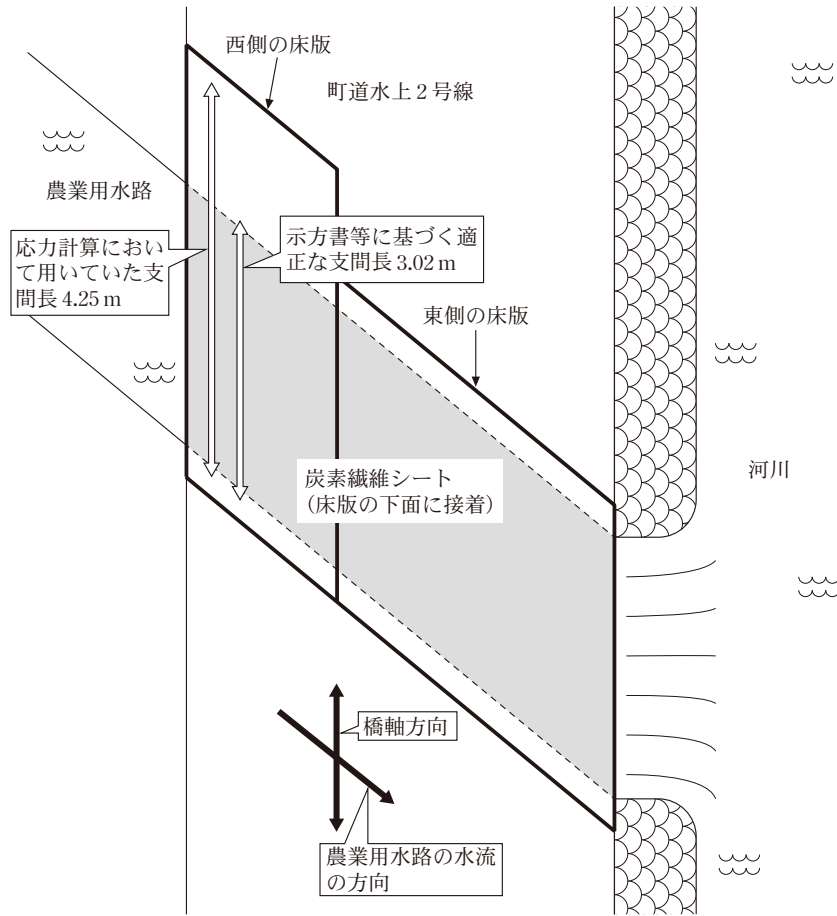 西側の床版
町道水上2号線
農業用水路
応力計算におい
て用いていた支
間長 4.25 m
示方書等に基づく適
正な支間長 3.02 m
東側の床版
炭素繊維シート
（床版の下面に接着）
河川
橋軸方向
農業用水路の水流
の方向